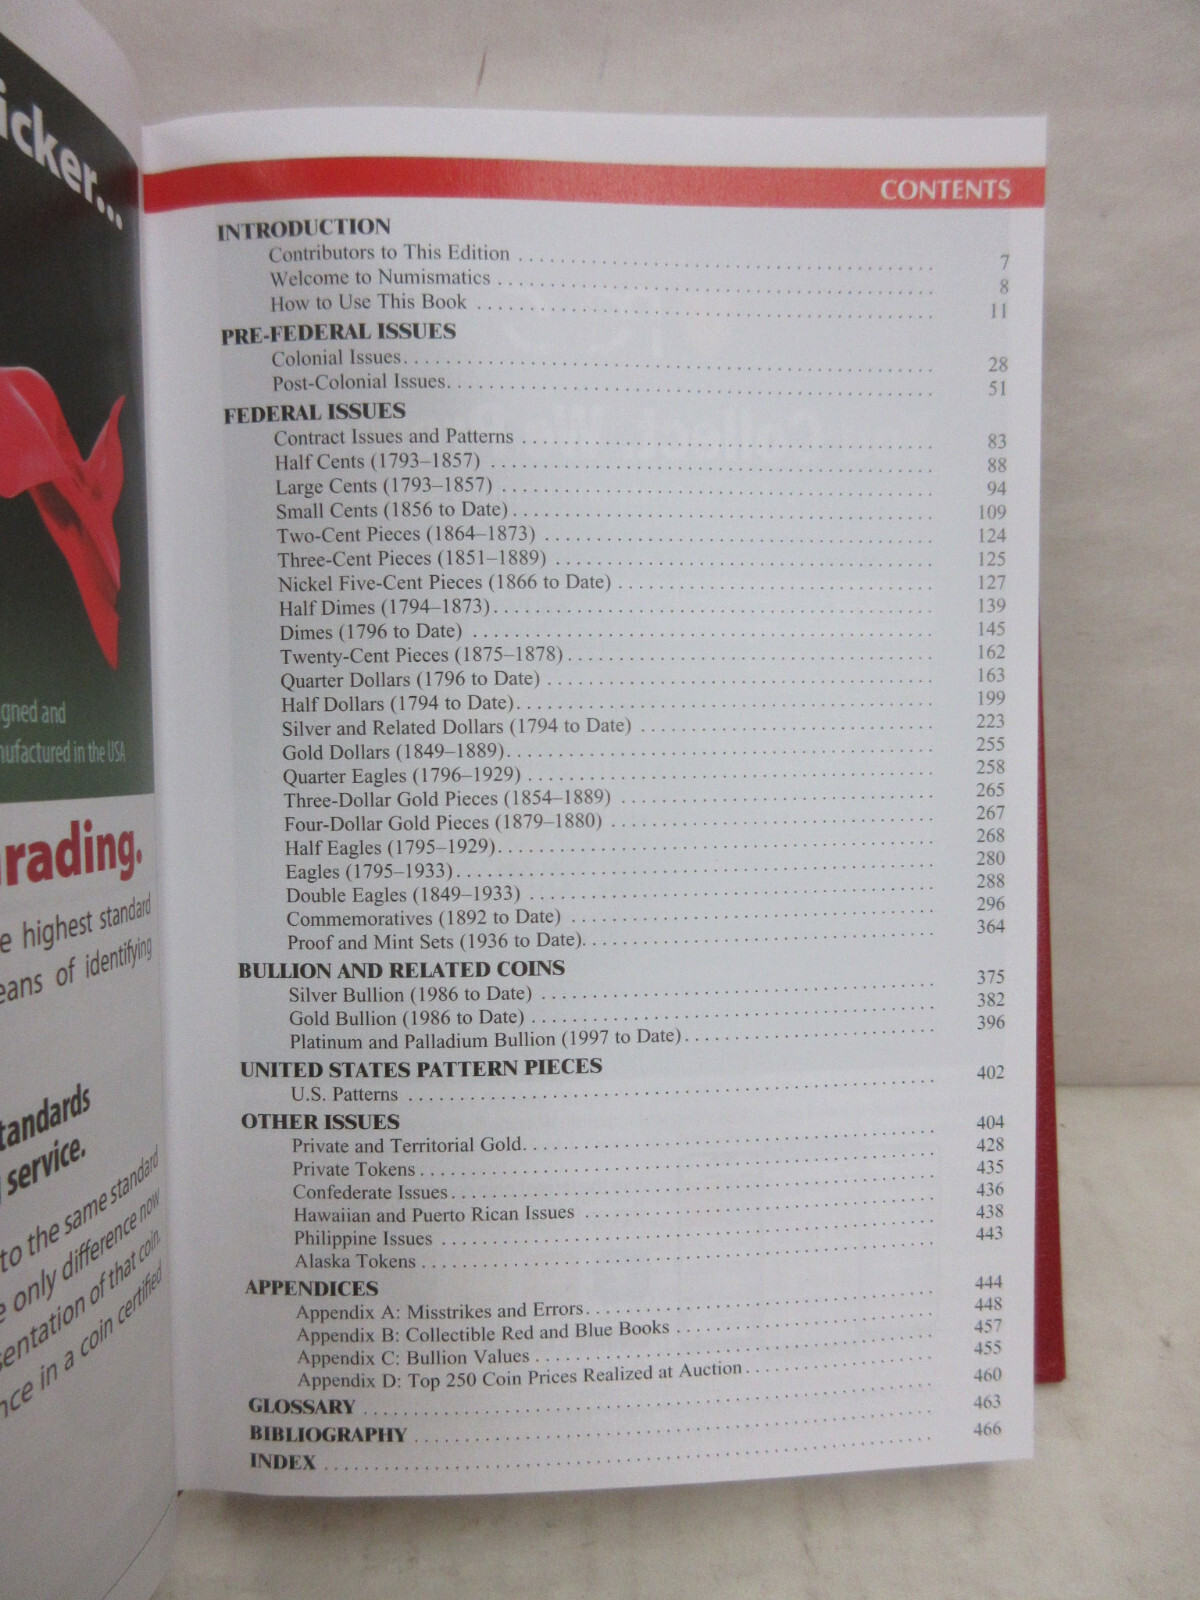 icker...
gned and
nufactured in the USA
rading.
e highest standard
eans of identifying
tandards
service.
to the same standard
e only difference now
sentation of that coin.
nce in a coin certified
CONTENTS
INTRODUCTION
Contributors to This Edition 7
Welcome to Numismatics 8
How to Use This Book 11
PRE-FEDERAL ISSUES
Colonial Issues 28
Post-Colonial Issues 51
FEDERAL ISSUES
Contract Issues and Patterns 83
Half Cents (1793–1857) 88
Large Cents (1793–1857) 94
Small Cents (1856 to Date) 109
Two-Cent Pieces (1864–1873) 124
Three-Cent Pieces (1851–1889) 125
Nickel Five-Cent Pieces (1866 to Date) 127
Half Dimes (1794–1873) 139
Dimes (1796 to Date) 145
Twenty-Cent Pieces (1875–1878) 162
Quarter Dollars (1796 to Date) 163
Half Dollars (1794 to Date) 199
Silver and Related Dollars (1794 to Date) 223
Gold Dollars (1849–1889) 255
Quarter Eagles (1796–1929) 258
Three-Dollar Gold Pieces (1854–1889) 265
Four-Dollar Gold Pieces (1879–1880) 267
Half Eagles (1795–1929) 268
Eagles (1795–1933) 280
Double Eagles (1849–1933) 288
Commemoratives (1892 to Date) 296
Proof and Mint Sets (1936 to Date) 364
BULLION AND RELATED COINS
Silver Bullion (1986 to Date) 375
Gold Bullion (1986 to Date) 382
Platinum and Palladium Bullion (1997 to Date) 396
UNITED STATES PATTERN PIECES
U.S. Patterns 402
OTHER ISSUES
Private and Territorial Gold 404
Private Tokens 428
Confederate Issues 435
Hawaiian and Puerto Rican Issues 436
Philippine Issues 438
Alaska Tokens 443
APPENDICES
Appendix A: Misstrikes and Errors 444
Appendix B: Collectible Red and Blue Books 448
Appendix C: Bullion Values 457
Appendix D: Top 250 Coin Prices Realized at Auction 455
GLOSSARY 460
BIBLIOGRAPHY 463
INDEX 466